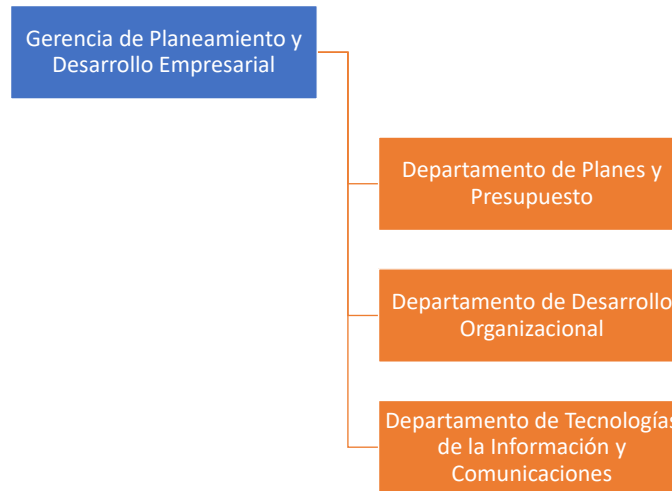 Gerencia de Planeamiento y
Desarrollo Empresarial
Departamento de Planes y
Presupuesto
Departamento de Desarrollo
Organizacional
Departamento de Tecnologías
de la Información y
Comunicaciones